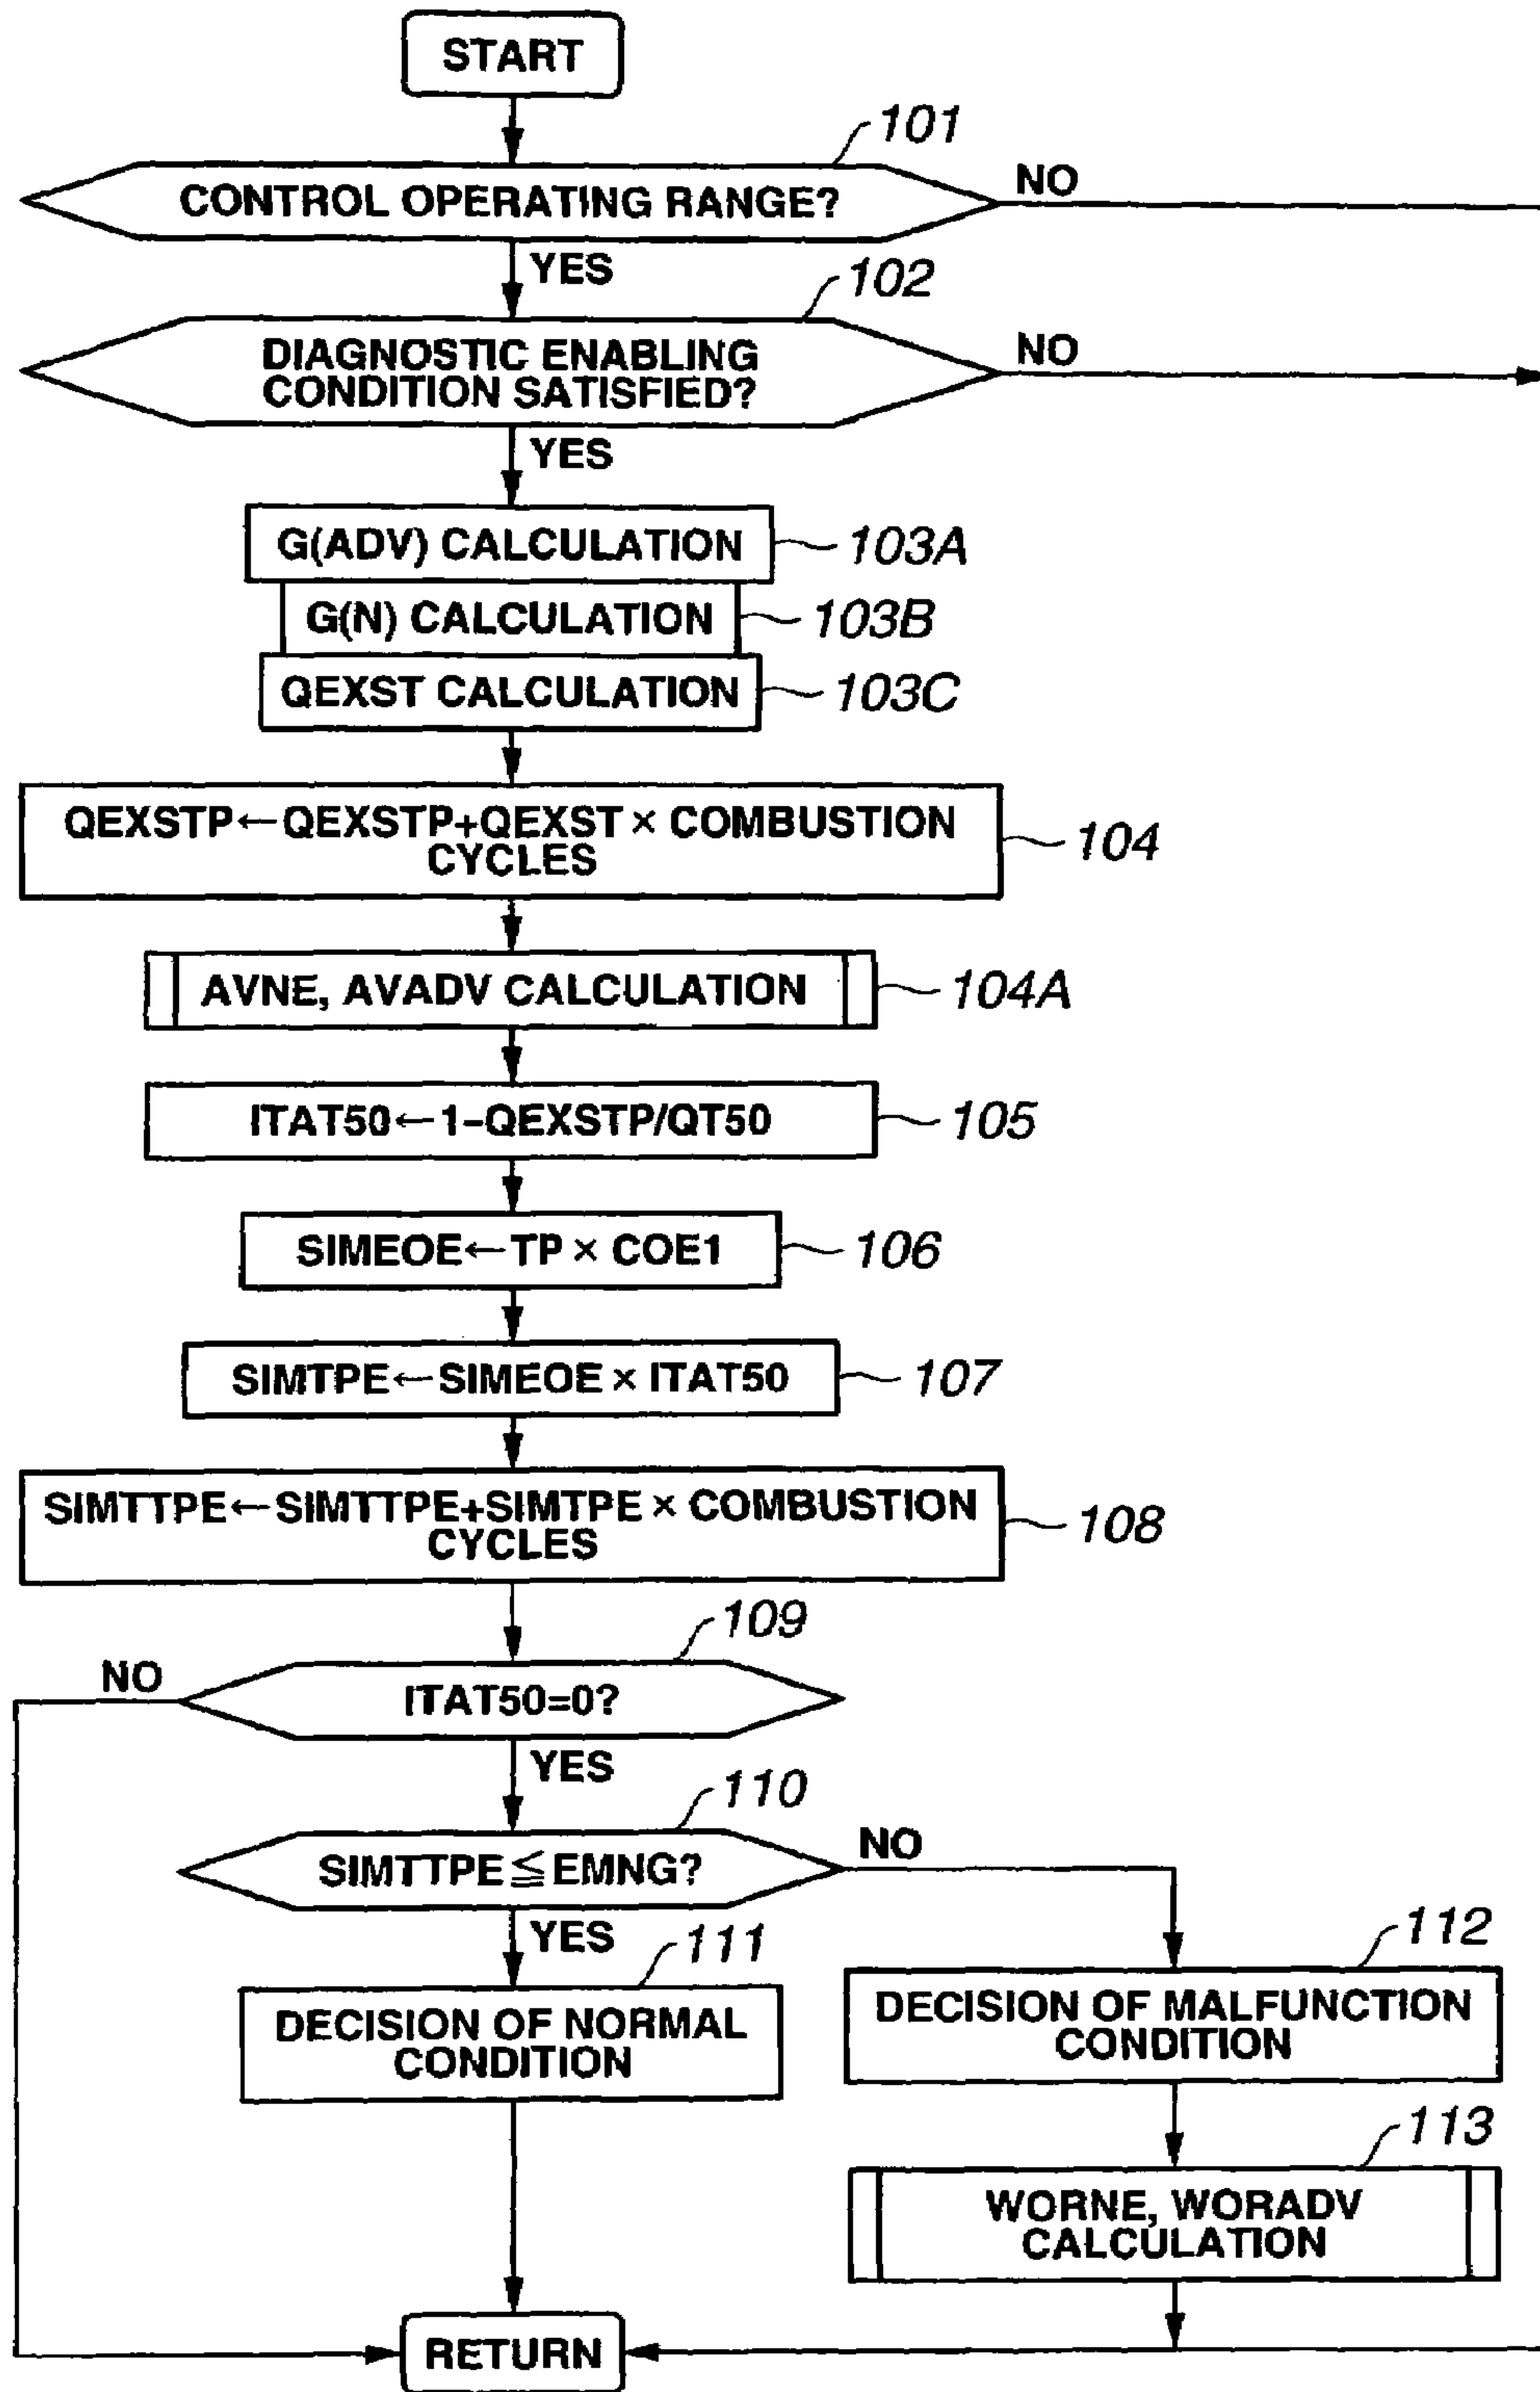 START
101
CONTROL OPERATING RANGE?
NO
YES
102
DIAGNOSTIC ENABLING
CONDITION SATISFIED?
NO
YES
G(ADV) CALCULATION
103A
G(N) CALCULATION
103B
QEXST CALCULATION
103C
QEXSTP←QEXSTP+QEXST × COMBUSTION
CYCLES
104
AVNE, AVADV CALCULATION
104A
ITAT50←1−QEXSTP/QT50
105
SIMEOE←TP × COE1
106
SIMTPE←SIMEOE × ITAT50
107
SIMTTPE←SIMTTPE+SIMTPE × COMBUSTION
CYCLES
108
109
NO
ITAT50=0?
YES
110
SIMTTPE≦EMNG?
NO
YES
111
DECISION OF NORMAL
CONDITION
112
DECISION OF MALFUNCTION
CONDITION
113
WORNE, WORADV
CALCULATION
RETURN